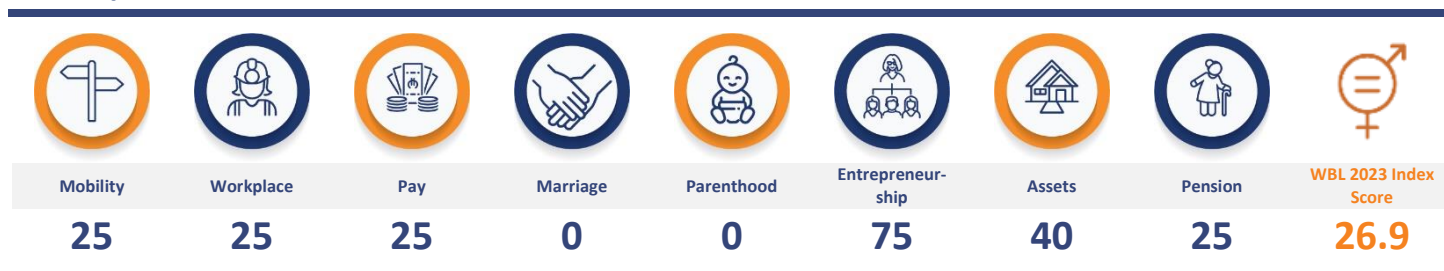 Mobility
Workplace
Pay
Marriage
Parenthood
Entrepreneur-
ship
Assets
Pension
WBL 2023 Index
Score
25
25
25
0
0
75
40
25
26.9